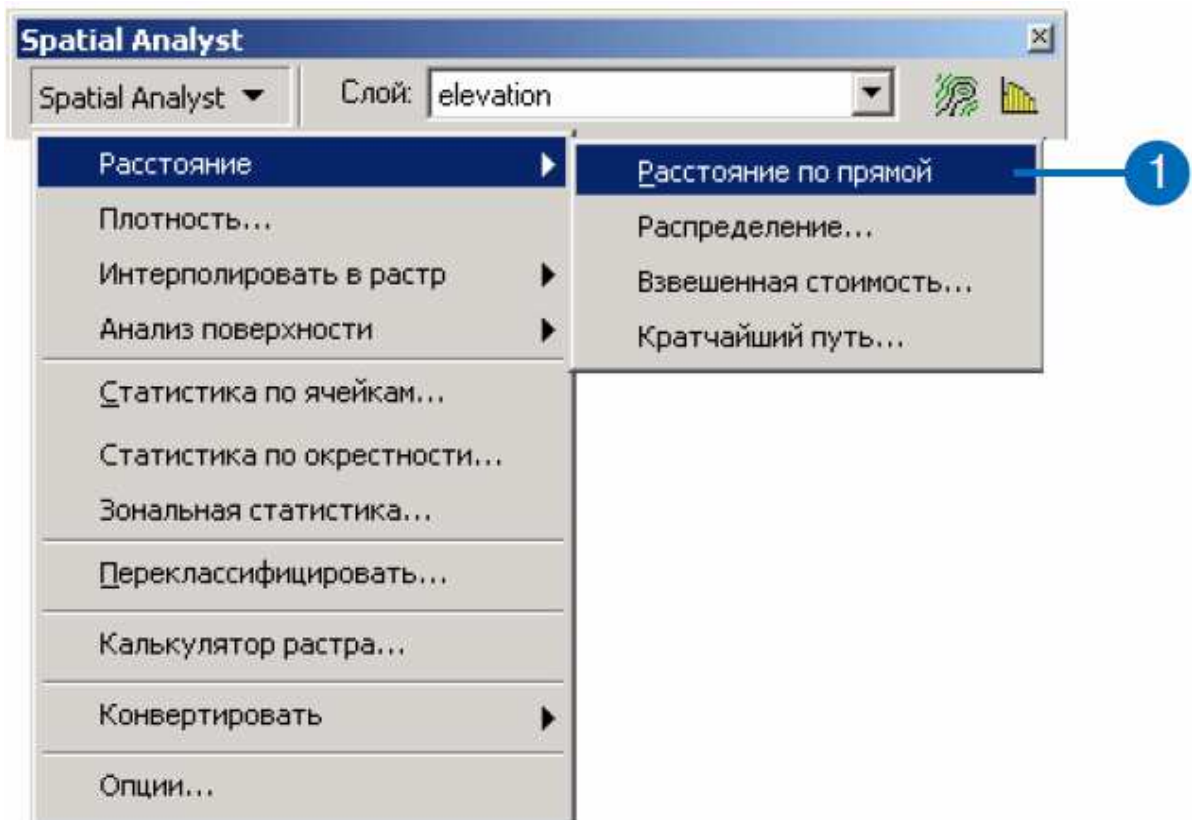 Spatial Analyst
Spatial Analyst Слой: elevation
Расстояние
Плотность...
Интерполировать в растр
Анализ поверхности
Статистика по ячейкам...
Статистика по окрестности...
Зональная статистика...
Переклассифицировать...
Калькулятор растра...
Конвертировать
Опции...
Расстояние по прямой
Распределение...
Взвешенная стоимость...
Кратчайший путь...
1